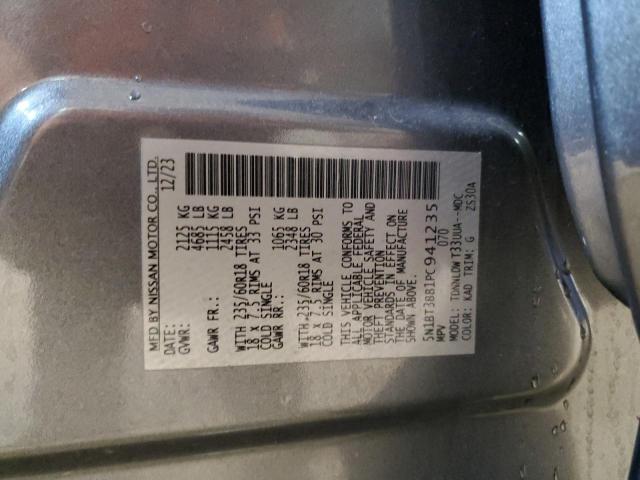 MFD BY NISSAN MOTOR CO., LTD.
DATE: 12/23
GVWR: 2125 KG
4685 LB
GAWR FR.: 1115 KG
2458 LB
WITH 235/60R18 TIRES
18 X 7.5 RIMS AT 33 PSI
COLD SINGLE
GAWR RR.: 1065 KG
2348 LB
WITH 235/60R18 TIRES
18 X 7.5 RIMS AT 30 PSI
COLD SINGLE
THIS VEHICLE CONFORMS TO
ALL APPLICABLE FEDERAL
MOTOR VEHICLE SAFETY AND
THEFT PREVENTION
STANDARDS IN EFFECT ON
THE DATE OF MANUFACTURE
SHOWN ABOVE.
5N1BT3BB1PC941235
MPV 070
MODEL: TDNNLDWT33UUA--MDC
COLOR: KAD TRIM: G ZS30A